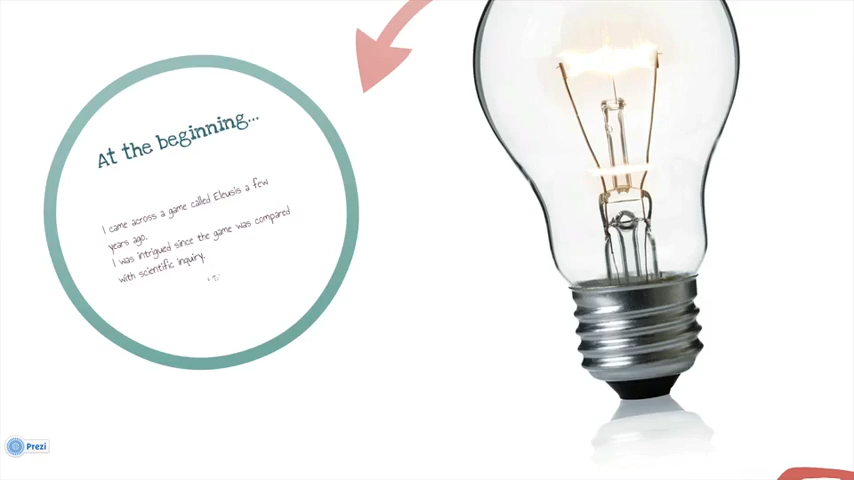 At the beginning...
I came across a game called Eleusis a few
years ago.
I was intrigued since the game was compared
with scientific inquiry.
Prezi